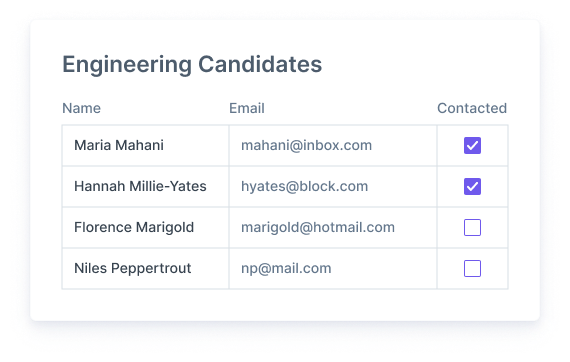 Engineering Candidates
Name Email Contacted
Maria Mahani mahani@inbox.com
Hannah Millie-Yates hyates@block.com
Florence Marigold marigold@hotmail.com
Niles Peppertrout np@mail.com